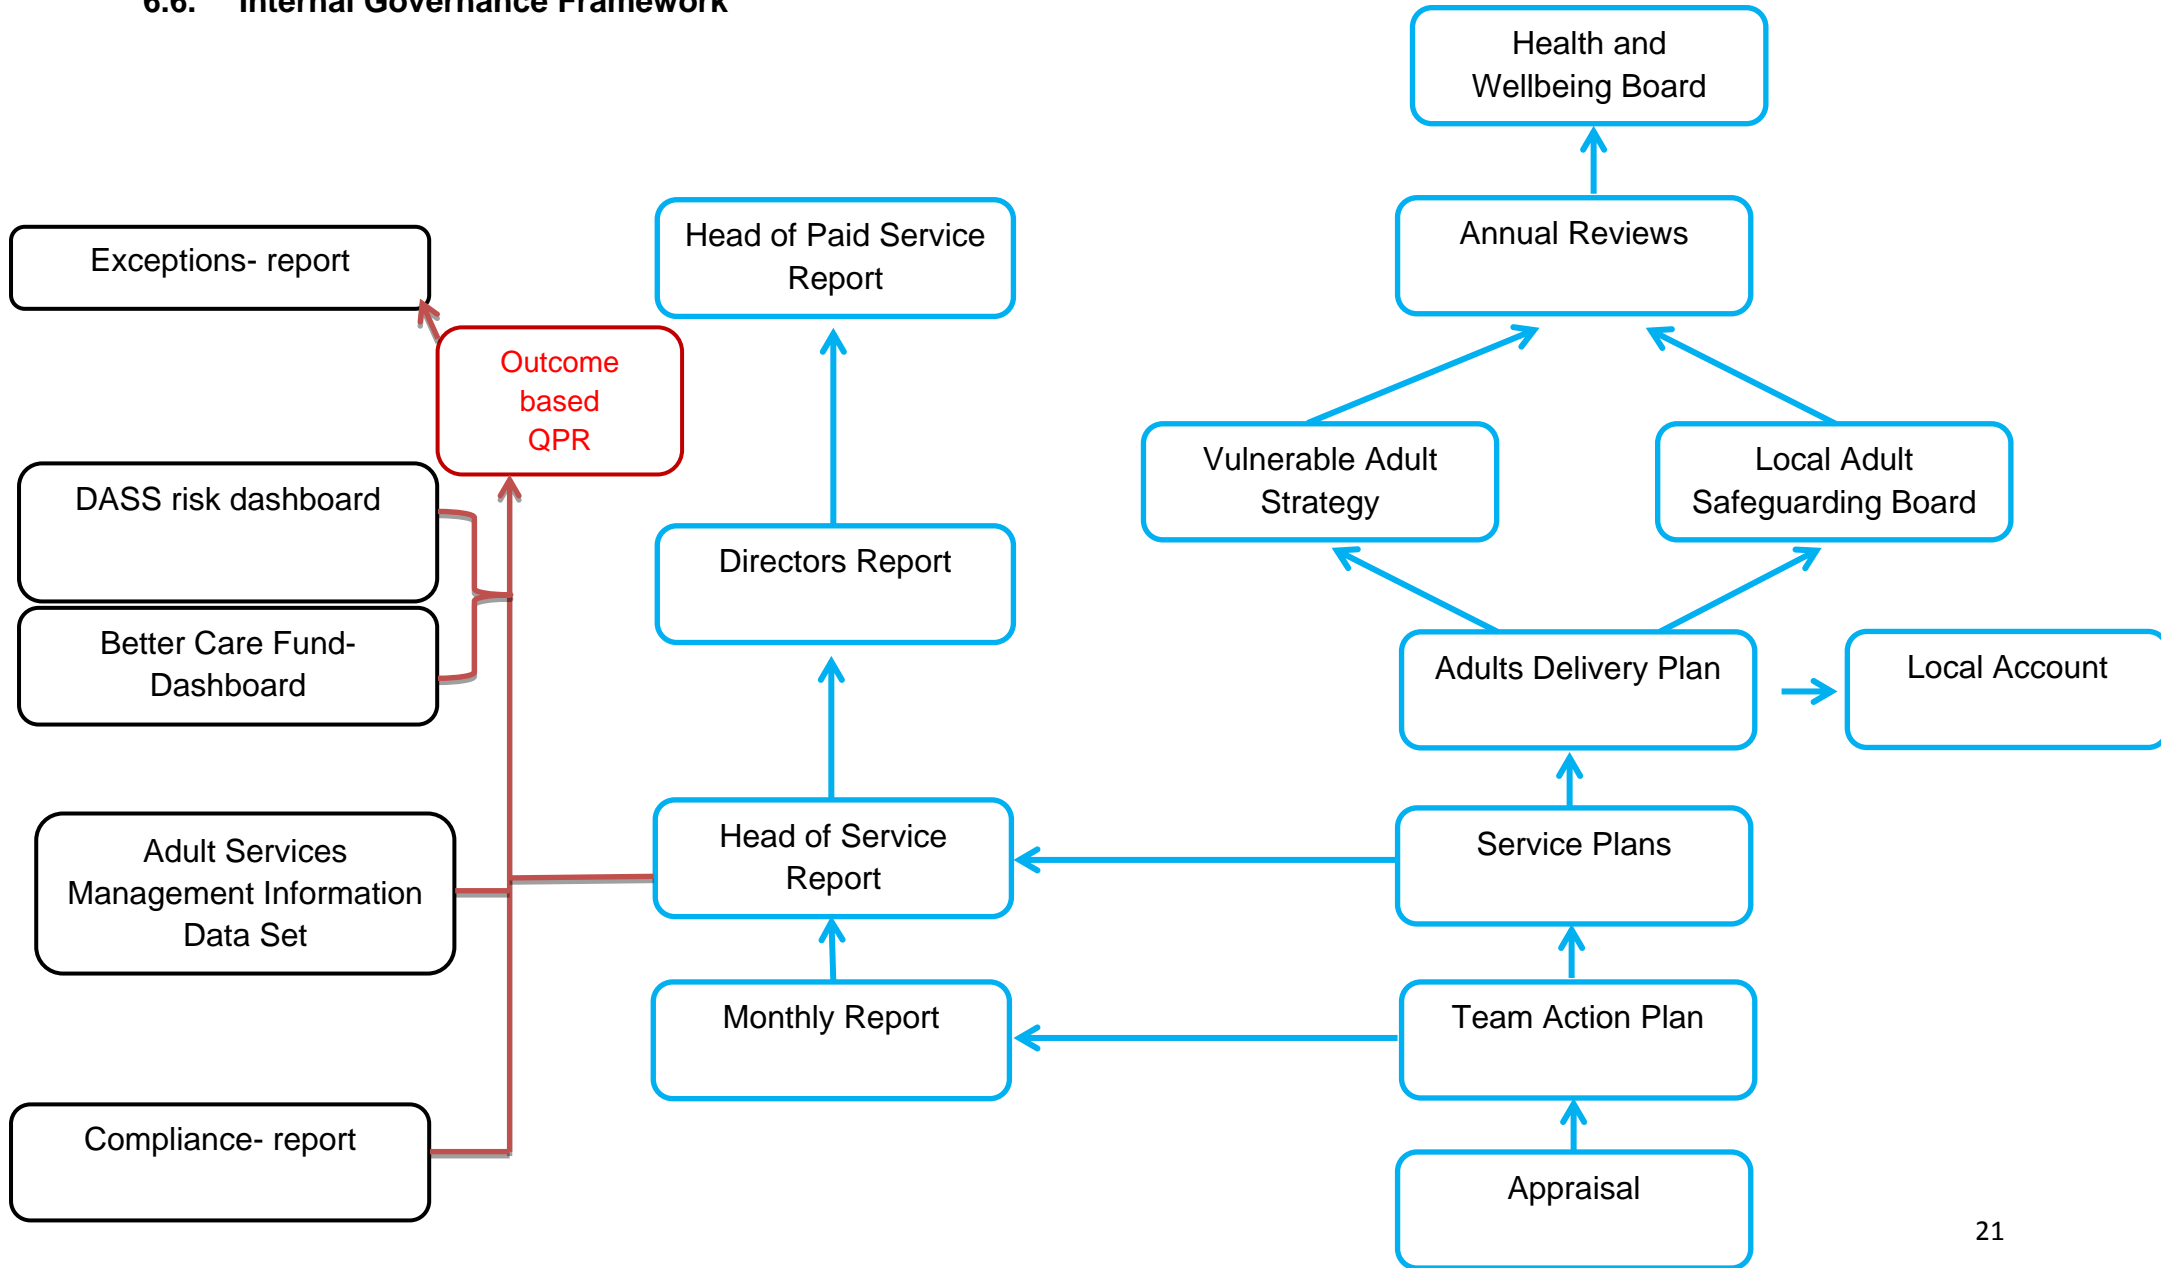 6.6. Internal Governance Framework
Health and
Wellbeing Board
Exceptions- report
Head of Paid Service
Report
Annual Reviews
Outcome
based
QPR
DASS risk dashboard
Vulnerable Adult
Strategy
Local Adult
Safeguarding Board
Directors Report
Better Care Fund-
Dashboard
Adults Delivery Plan
Local Account
Adult Services
Management Information
Data Set
Head of Service
Report
Service Plans
Monthly Report
Team Action Plan
Compliance- report
Appraisal
21